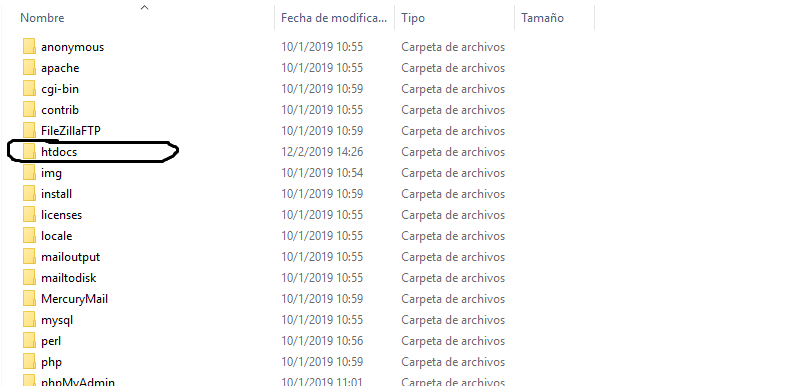 Nombre Fecha de modifica... Tipo Tamaño
anonymous 10/1/2019 10:55 Carpeta de archivos
apache 10/1/2019 10:55 Carpeta de archivos
cgi-bin 10/1/2019 10:59 Carpeta de archivos
contrib 10/1/2019 10:55 Carpeta de archivos
FileZillaFTP 10/1/2019 10:59 Carpeta de archivos
htdocs 12/2/2019 14:26 Carpeta de archivos
img 10/1/2019 10:54 Carpeta de archivos
install 10/1/2019 10:59 Carpeta de archivos
licenses 10/1/2019 10:55 Carpeta de archivos
locale 10/1/2019 10:55 Carpeta de archivos
mailoutput 10/1/2019 10:55 Carpeta de archivos
mailtodisk 10/1/2019 10:55 Carpeta de archivos
MercuryMail 10/1/2019 10:59 Carpeta de archivos
mysql 10/1/2019 10:55 Carpeta de archivos
perl 10/1/2019 10:56 Carpeta de archivos
php 10/1/2019 10:59 Carpeta de archivos
phpMyAdmin 10/1/2019 11:01 Carpeta de archivos